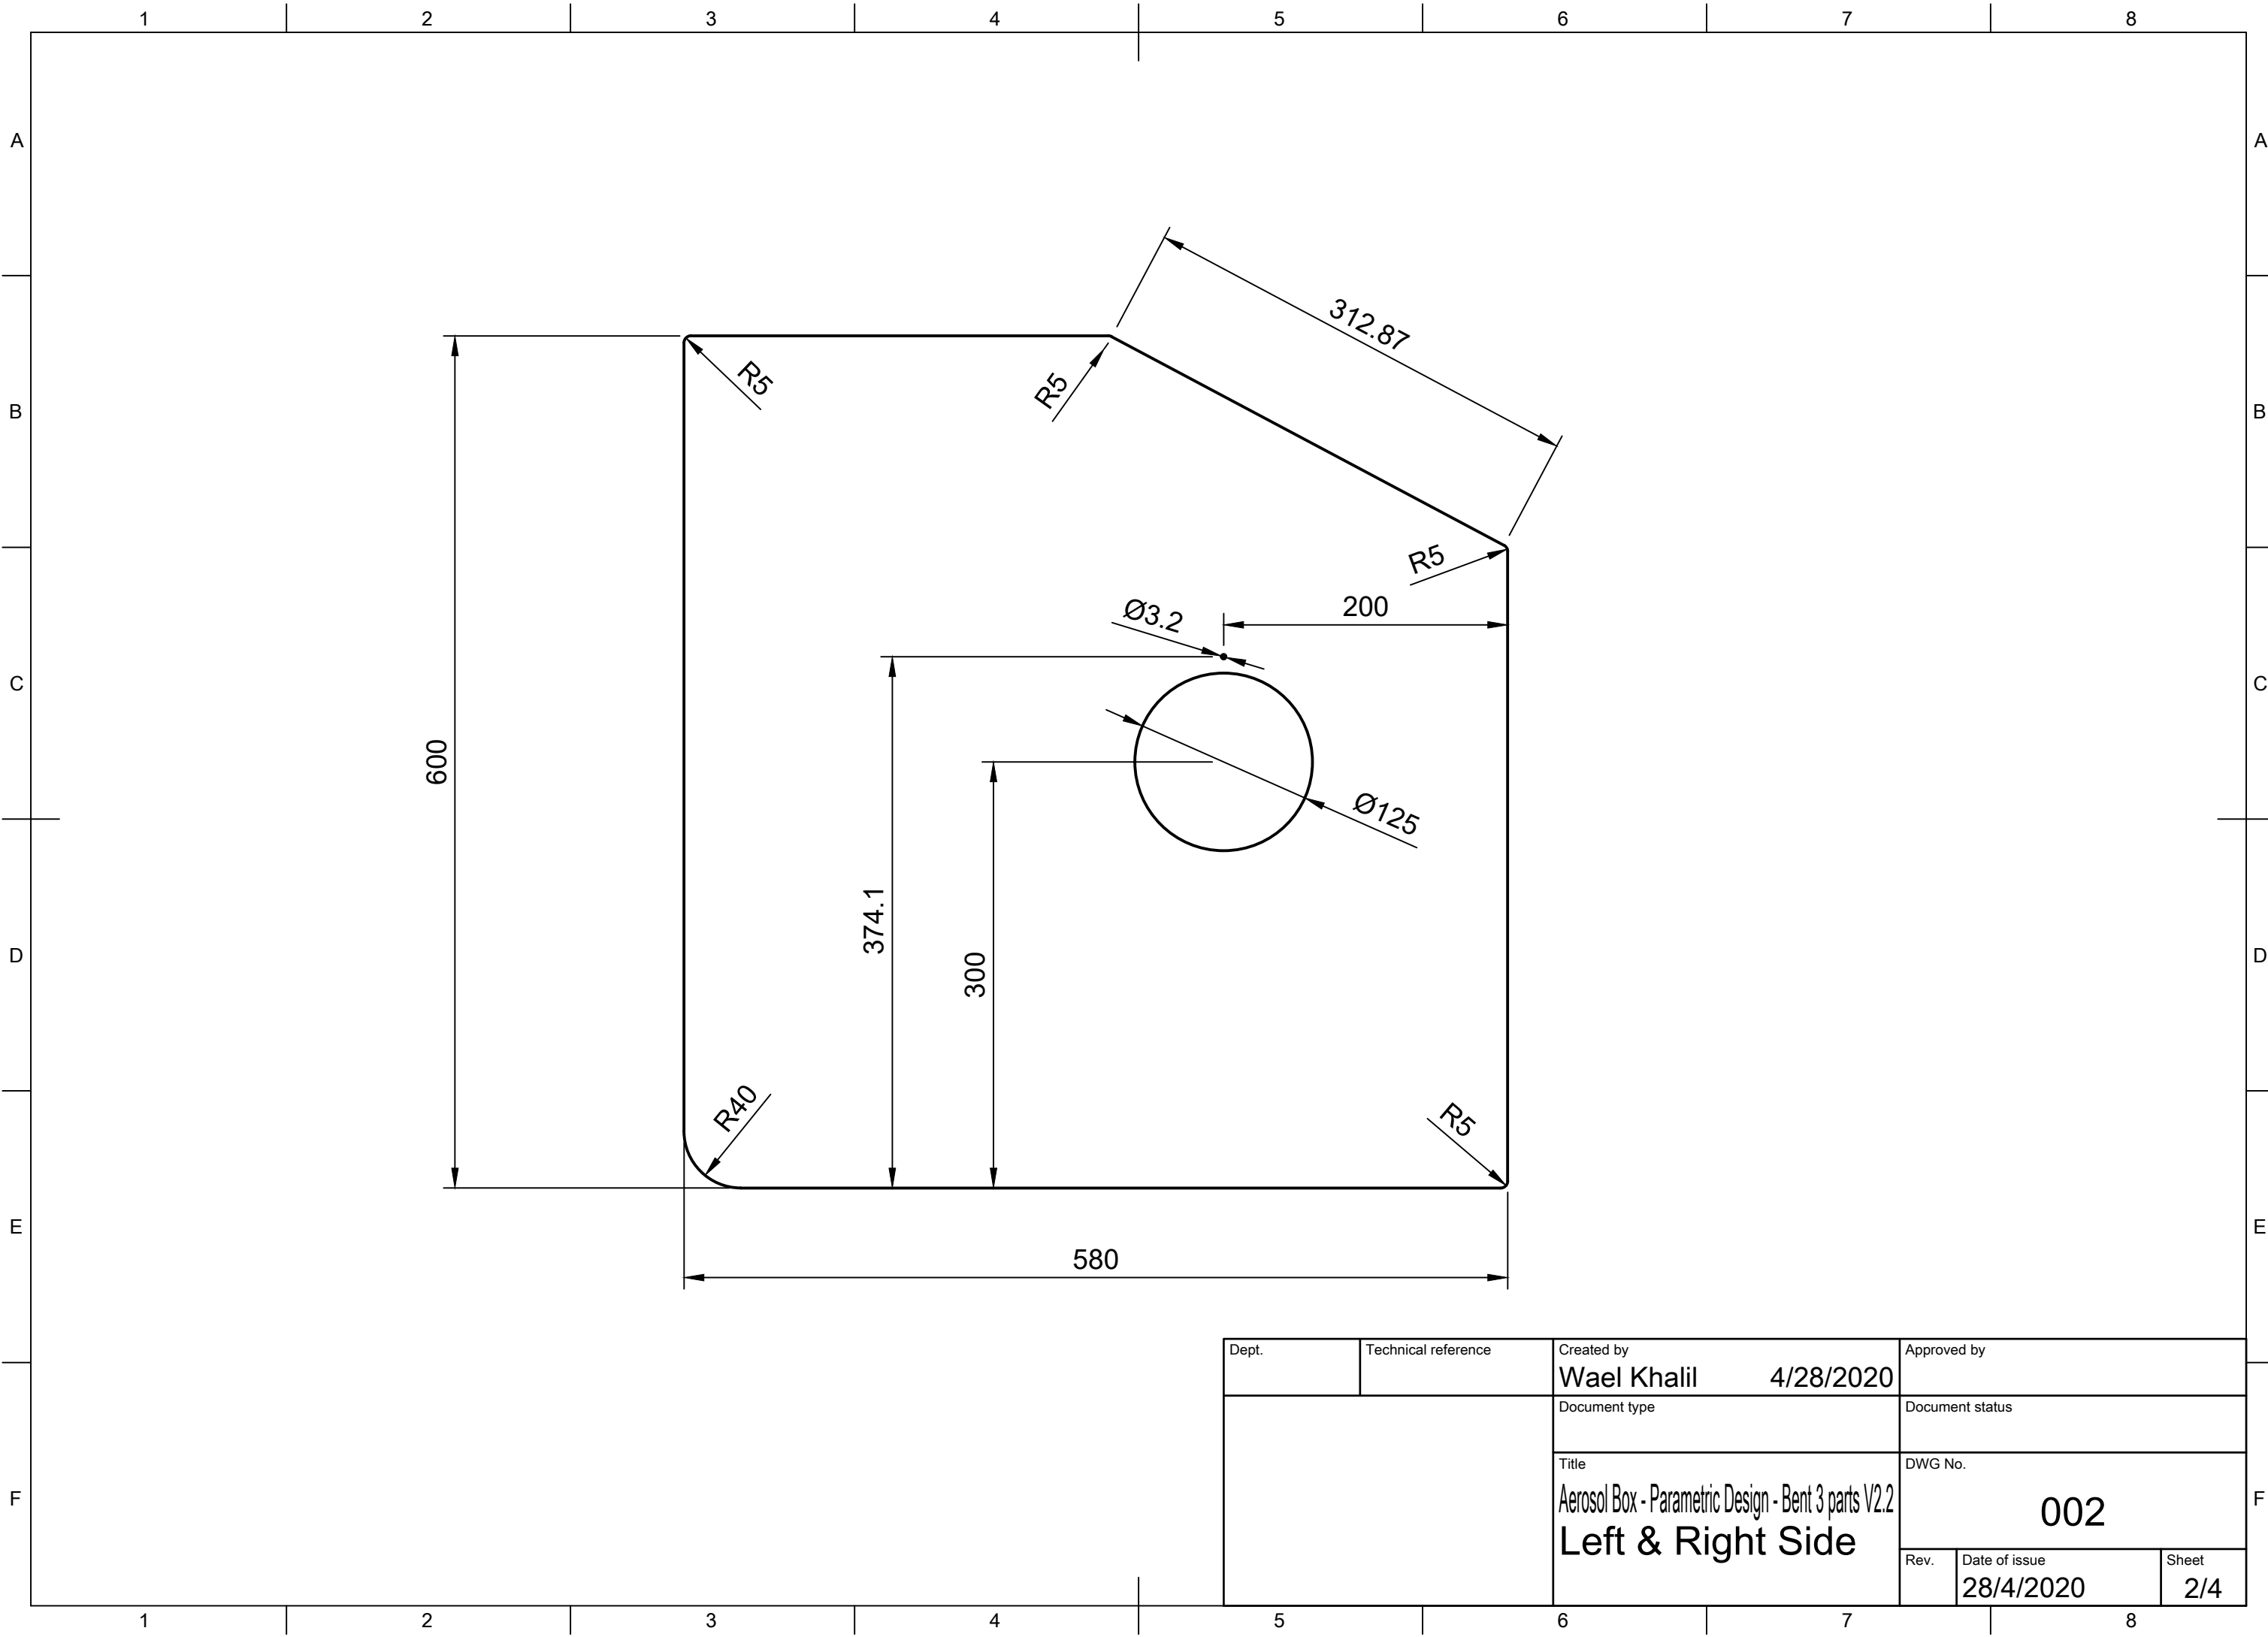 1 2 3 4 5 6 7 8
A A
312.87
R5 R5
B B
R5
200
Ø3.2
C C
600
Ø125
374.1
300
D D
R40
R5
E E
580
Dept. Technical reference Created by Approved by
Wael Khalil 4/28/2020
Document type Document status
Title DWG No.
Aerosol Box - Parametric Design - Bent 3 parts V2.2
F F
002
Left & Right Side
Rev. Date of issue Sheet
28/4/2020 2/4
1 2 3 4 5 6 7 8